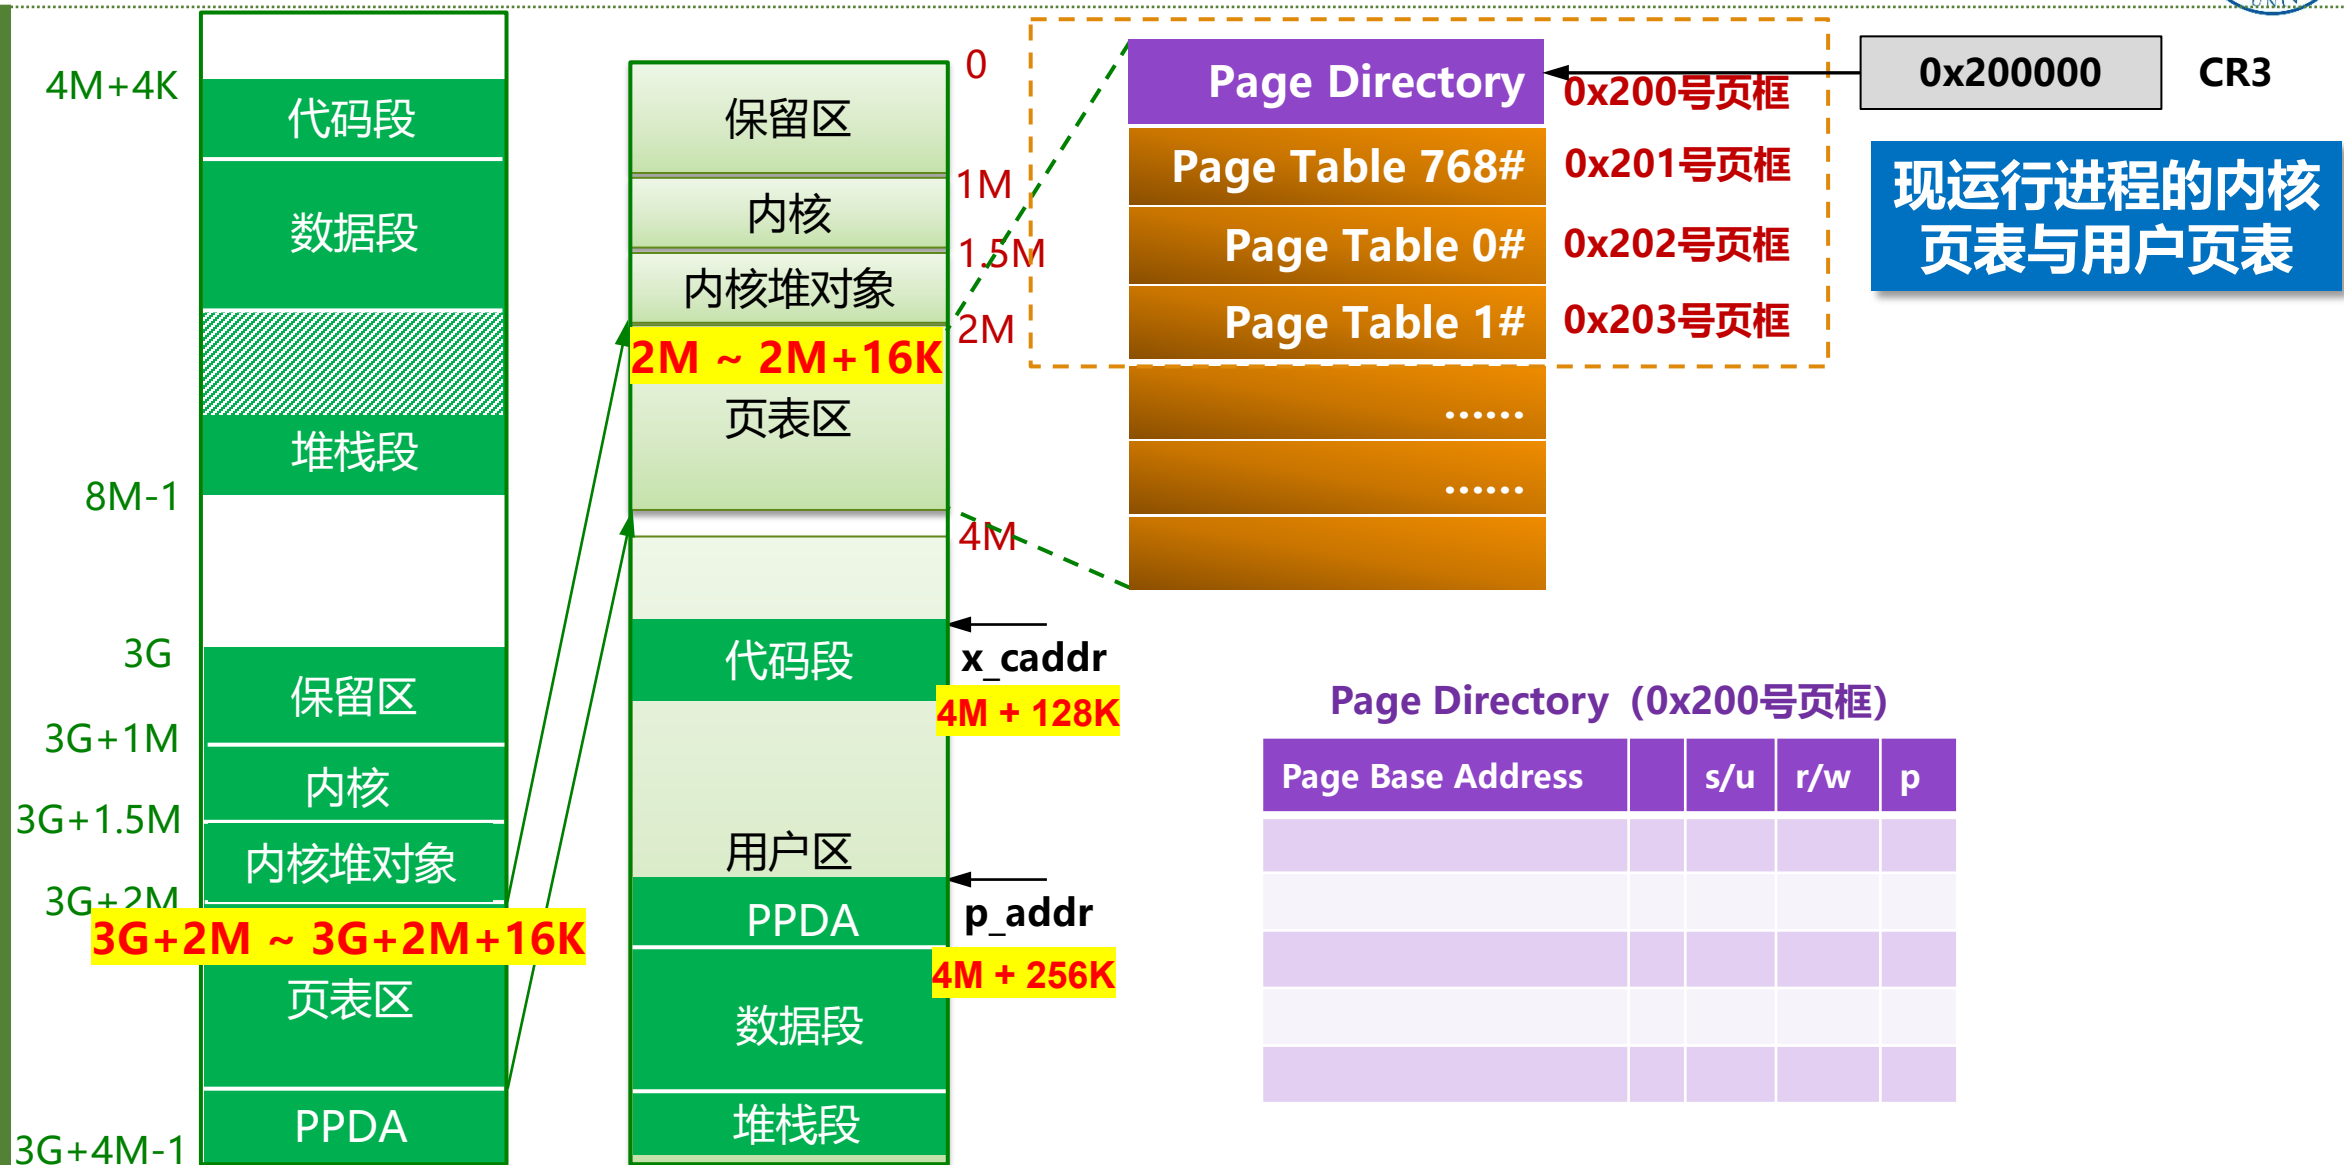 4M+4K
代码段
数据段
堆栈段
8M-1
3G
保留区
3G+1M
内核
3G+1.5M
内核堆对象
3G+2M
3G+2M ~ 3G+2M+16K
页表区
PPDA
3G+4M-1
0
保留区
1M
内核
1.5M
内核堆对象
2M
2M ~ 2M+16K
页表区
4M
代码段
x_caddr
4M + 128K
用户区
PPDA
p_addr
4M + 256K
数据段
堆栈段
Page Directory
0x200号页框
Page Table 768#
0x201号页框
Page Table 0#
0x202号页框
Page Table 1#
0x203号页框
......
......
0x200000
CR3
现运行进程的内核
页表与用户页表
Page Directory（0x200号页框）
Page Base Address s/u r/w p